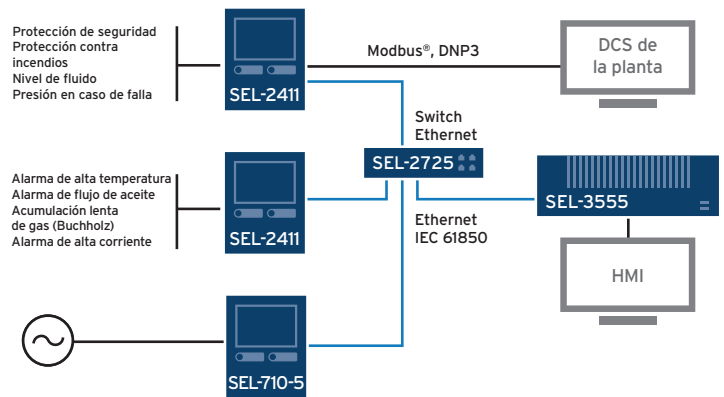 Protección de seguridad
Protección contra
incendios
Nivel de fluido
Presión en caso de falla
SEL-2411
Modbus®, DNP3
DCS de
la planta
Switch
Ethernet
SEL-2725
Alarma de alta temperatura
Alarma de flujo de aceite
Acumulación lenta
de gas (Buchholz)
Alarma de alta corriente
SEL-2411
Ethernet
IEC 61850
SEL-3555
HMI
SEL-710-5